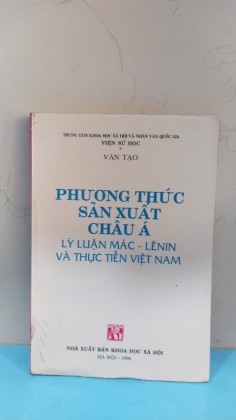 TRUNG TÂM KHOA HỌC XÃ HỘI VÀ NHÂN VĂN QUỐC GIA
VIỆN SỬ HỌC
VĂN TẠO
PHƯƠNG THỨC
SẢN XUẤT
CHÂU Á
LÝ LUẬN MÁC - LÊNIN
VÀ THỰC TIỄN VIỆT NAM
NHÀ XUẤT BẢN KHOA HỌC XÃ HỘI
HÀ NỘI - 1996